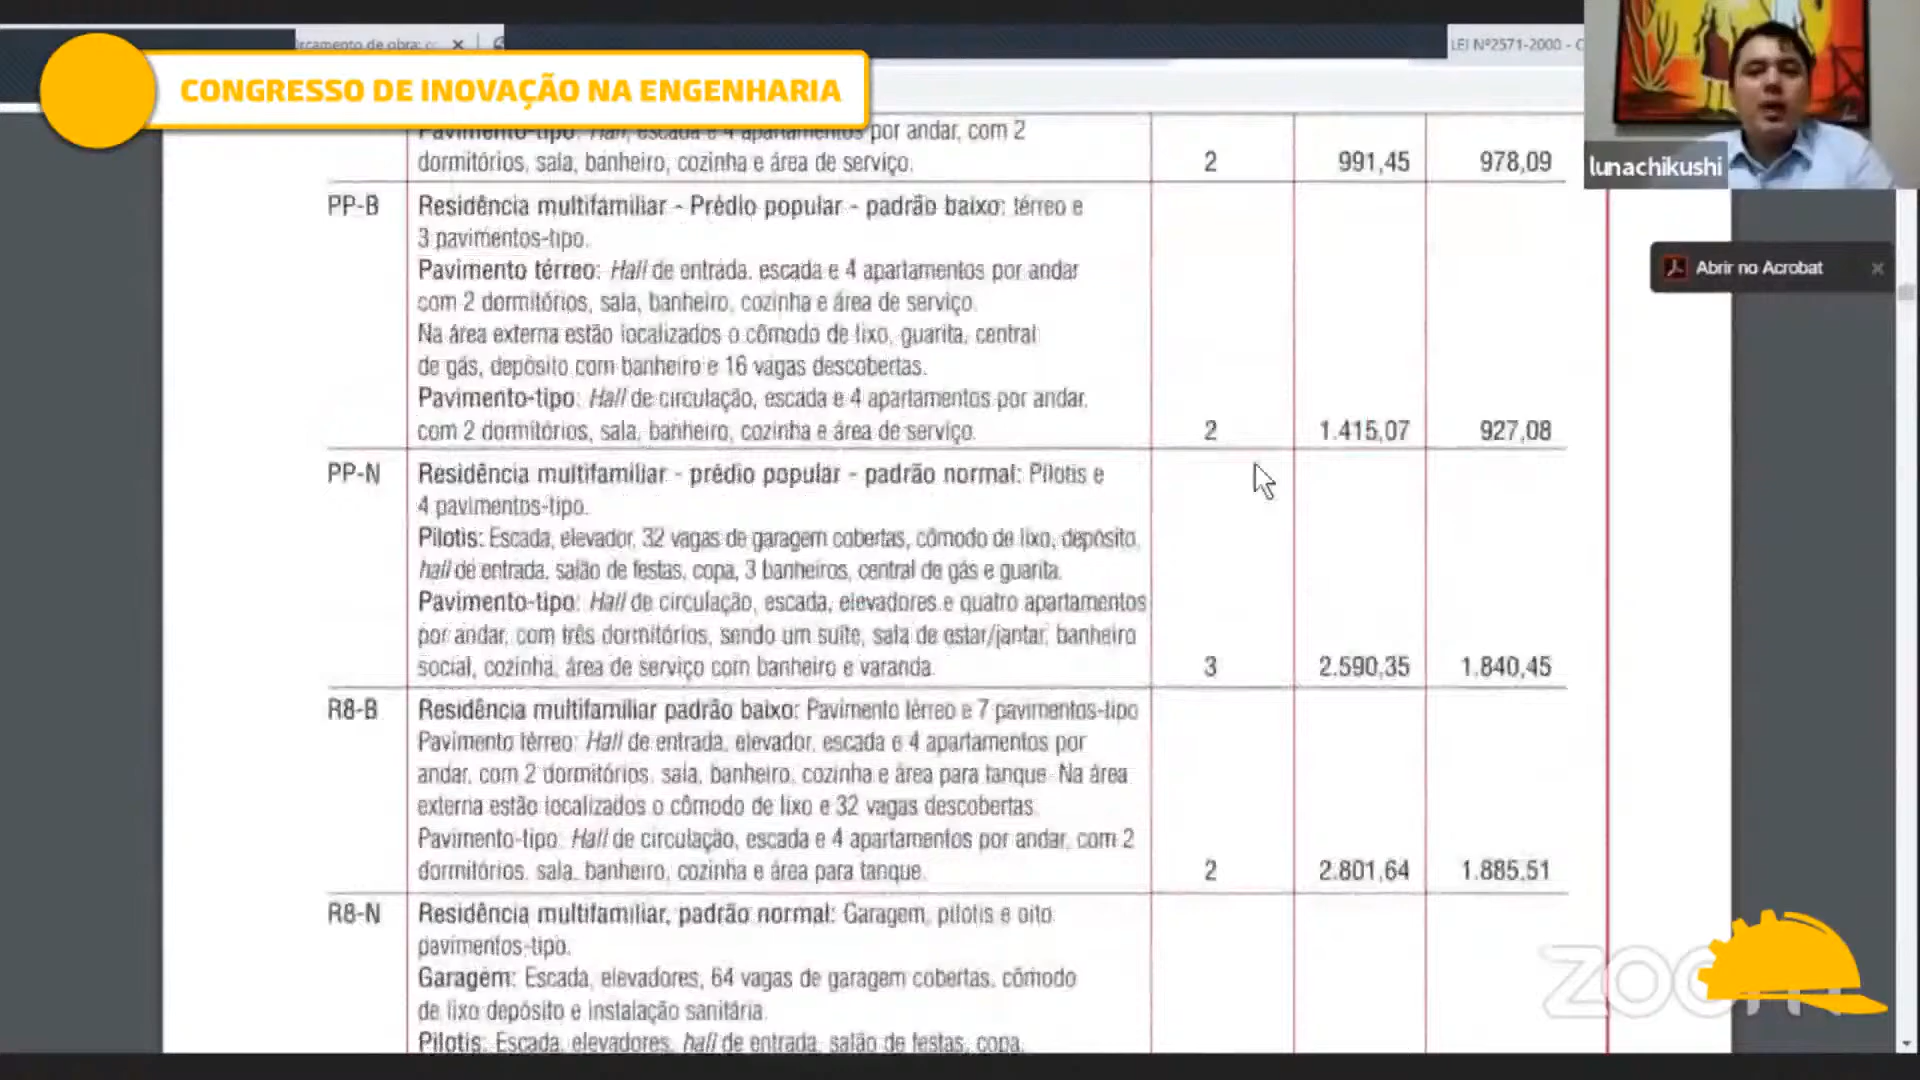 Orçamento de obra: c
LEI Nº2571-2000 - C
CONGRESSO DE INOVAÇÃO NA ENGENHARIA
lunachikushi
Abrir no Acrobat
Pavimento-tipo: Hall, escada e 4 apartamentos por andar, com 2
dormitórios, sala, banheiro, cozinha e área de serviço. 2 991,45 978,09
PP-B Residência multifamiliar - Prédio popular - padrão baixo: térreo e
3 pavimentos-tipo.
Pavimento térreo: Hall de entrada, escada e 4 apartamentos por andar
com 2 dormitórios, sala, banheiro, cozinha e área de serviço.
Na área externa estão localizados o cômodo de lixo, guarita, central
de gás, depósito com banheiro e 16 vagas descobertas.
Pavimento-tipo: Hall de circulação, escada e 4 apartamentos por andar,
com 2 dormitórios, sala, banheiro, cozinha e área de serviço. 2 1.415,07 927,08
PP-N Residência multifamiliar - prédio popular - padrão normal: Pilotis e
4 pavimentos-tipo.
Pilotis: Escada, elevador, 32 vagas de garagem cobertas, cômodo de lixo, depósito,
hall de entrada, salão de festas, copa, 3 banheiros, central de gás e guarita.
Pavimento-tipo: Hall de circulação, escada, elevadores e quatro apartamentos
por andar, com três dormitórios, sendo um suíte, sala de estar/jantar, banheiro
social, cozinha, área de serviço com banheiro e varanda. 3 2.590,35 1.840,45
R8-B Residência multifamiliar padrão baixo: Pavimento térreo e 7 pavimentos-tipo
Pavimento térreo: Hall de entrada, elevador, escada e 4 apartamentos por
andar, com 2 dormitórios, sala, banheiro, cozinha e área para tanque. Na área
externa estão localizados o cômodo de lixo e 32 vagas descobertas.
Pavimento-tipo: Hall de circulação, escada e 4 apartamentos por andar, com 2
dormitórios, sala, banheiro, cozinha e área para tanque. 2 2.801,64 1.885,51
R8-N Residência multifamiliar, padrão normal: Garagem, pilotis e oito
pavimentos-tipo.
Garagem: Escada, elevadores, 64 vagas de garagem cobertas, cômodo
de lixo depósito e instalação sanitária.
Pilotis: Escada, elevadores, hall de entrada, salão de festas, copa,
zoom